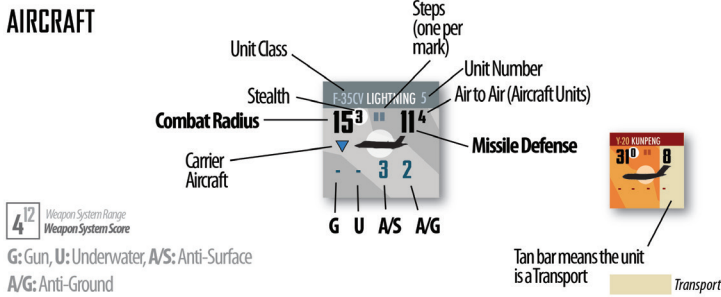 AIRCRAFT
Steps
(one per
mark)
Unit Class
Unit Number
Stealth
Air to Air (Aircraft Units)
F-35CV LIGHTNING 5
Combat Radius
15 3 11 4
Missile Defense
Carrier
Aircraft
- - 3 2
G U A/S A/G
Y-20 KUNPENG
31 0 8
- - - -
4 12
Weapon System Range
Weapon System Score
G: Gun, U: Underwater, A/S: Anti-Surface
A/G: Anti-Ground
Tan bar means the unit
is a Transport
Transport